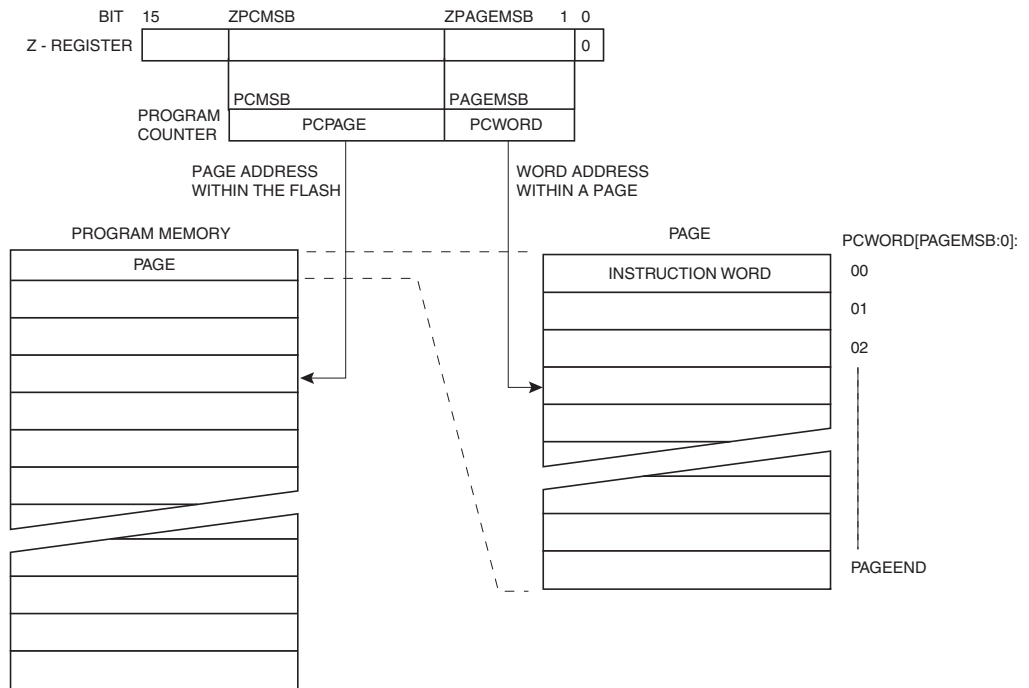 BIT 15 ZPCMSB ZPAGEMSB 1 0
Z - REGISTER 0
PCMSB PAGEMSB
PROGRAM
COUNTER
PCPAGE PCWORD
PAGE ADDRESS
WITHIN THE FLASH
WORD ADDRESS
WITHIN A PAGE
PROGRAM MEMORY
PAGE
PAGE
PCWORD[PAGEMSB:0]:
INSTRUCTION WORD
00
01
02
PAGEEND